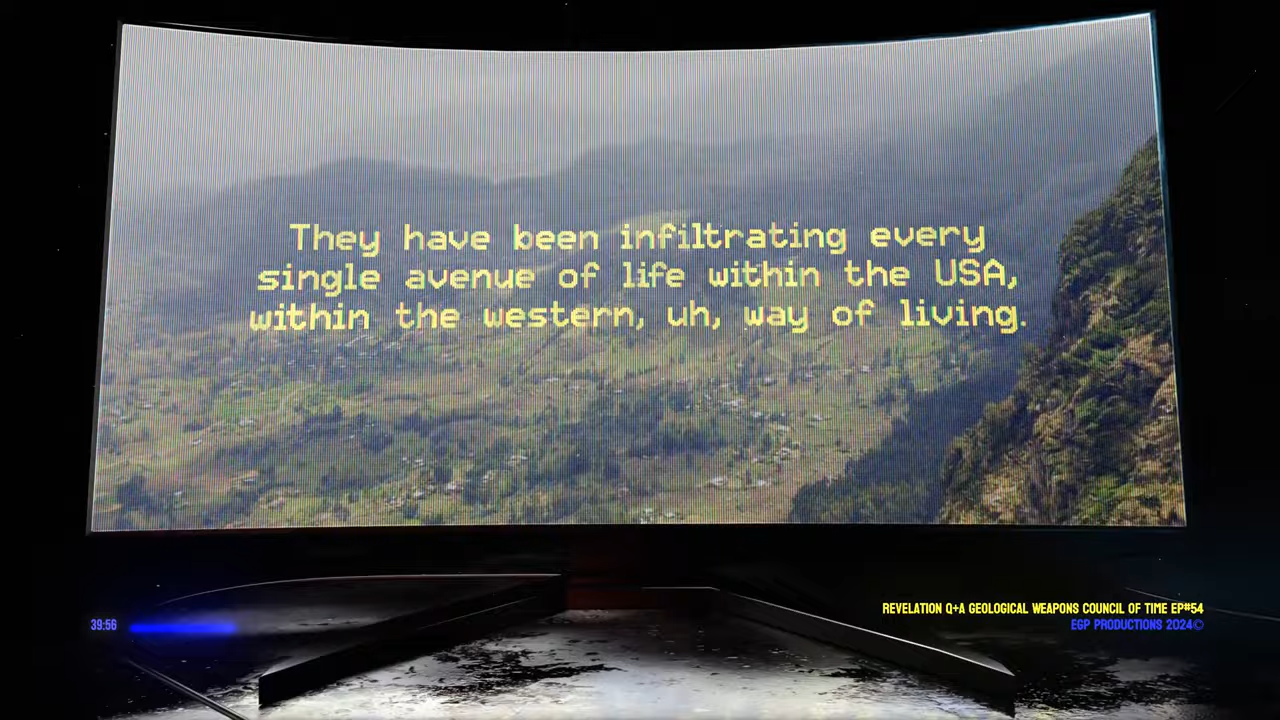 They have been infiltrating every
single avenue of life within the USA,
within the western, uh, way of living.
39:56
REVELATION Q+A GEOLOGICAL WEAPONS COUNCIL OF TIME EP#54
EGP PRODUCTIONS 2024©